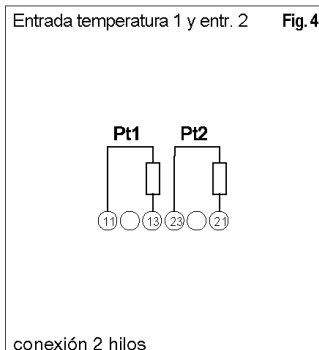 Entrada temperatura 1 y entr. 2 Fig. 4
Pt1 Pt2
11 13 23 21
conexión 2 hilos